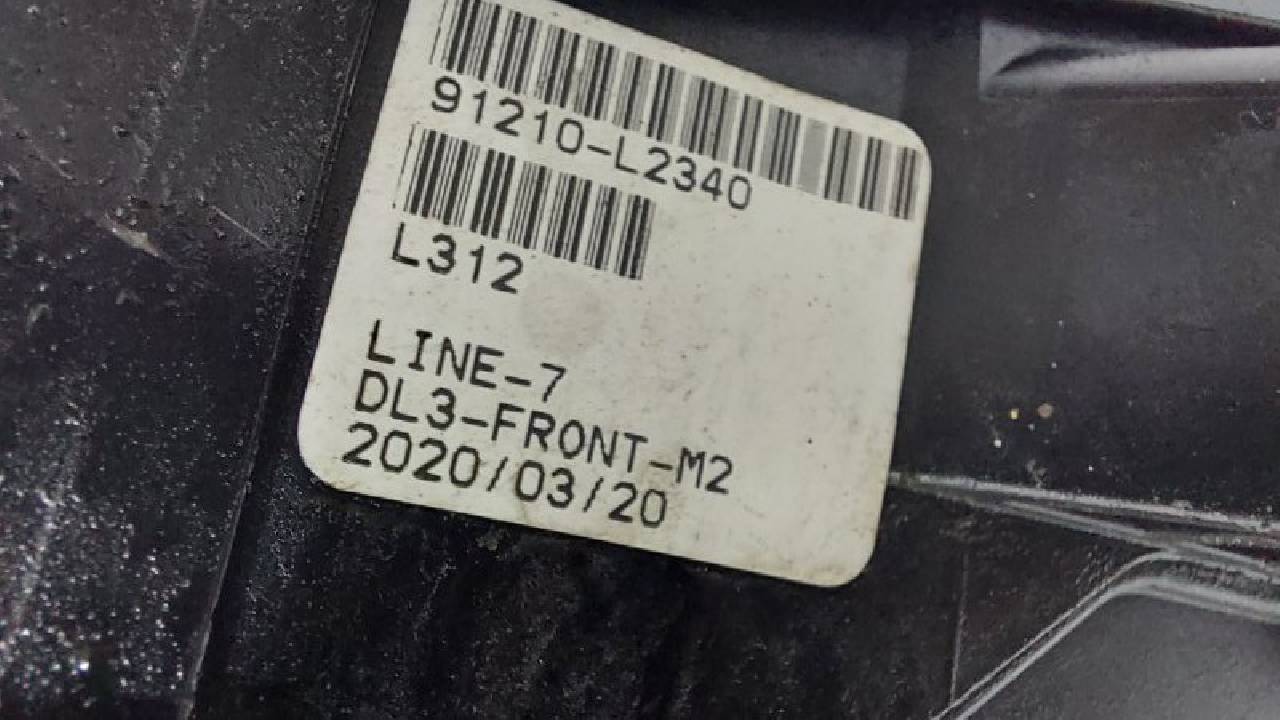 91210-L2340
L312
LINE-7
DL3-FRONT-M2
2020/03/20